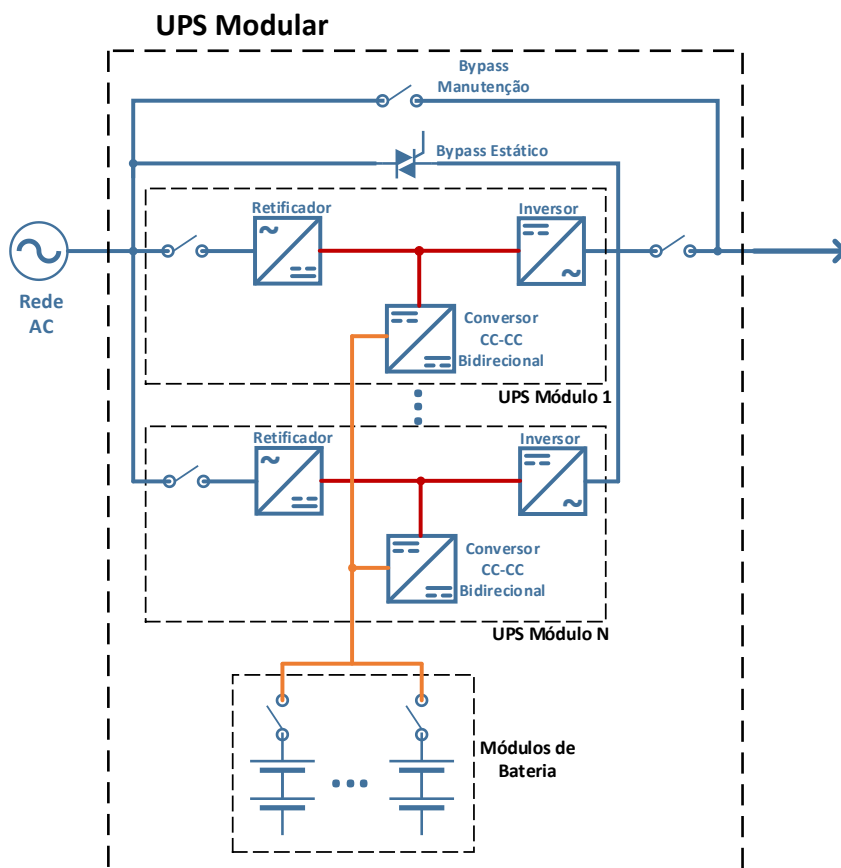 UPS Modular
Bypass
Manutenção
Bypass Estático
Retificador
Inversor
Rede
AC
Conversor
CC-CC
Bidirecional
UPS Módulo 1
Retificador
Inversor
Conversor
CC-CC
Bidirecional
UPS Módulo N
Módulos de
Bateria